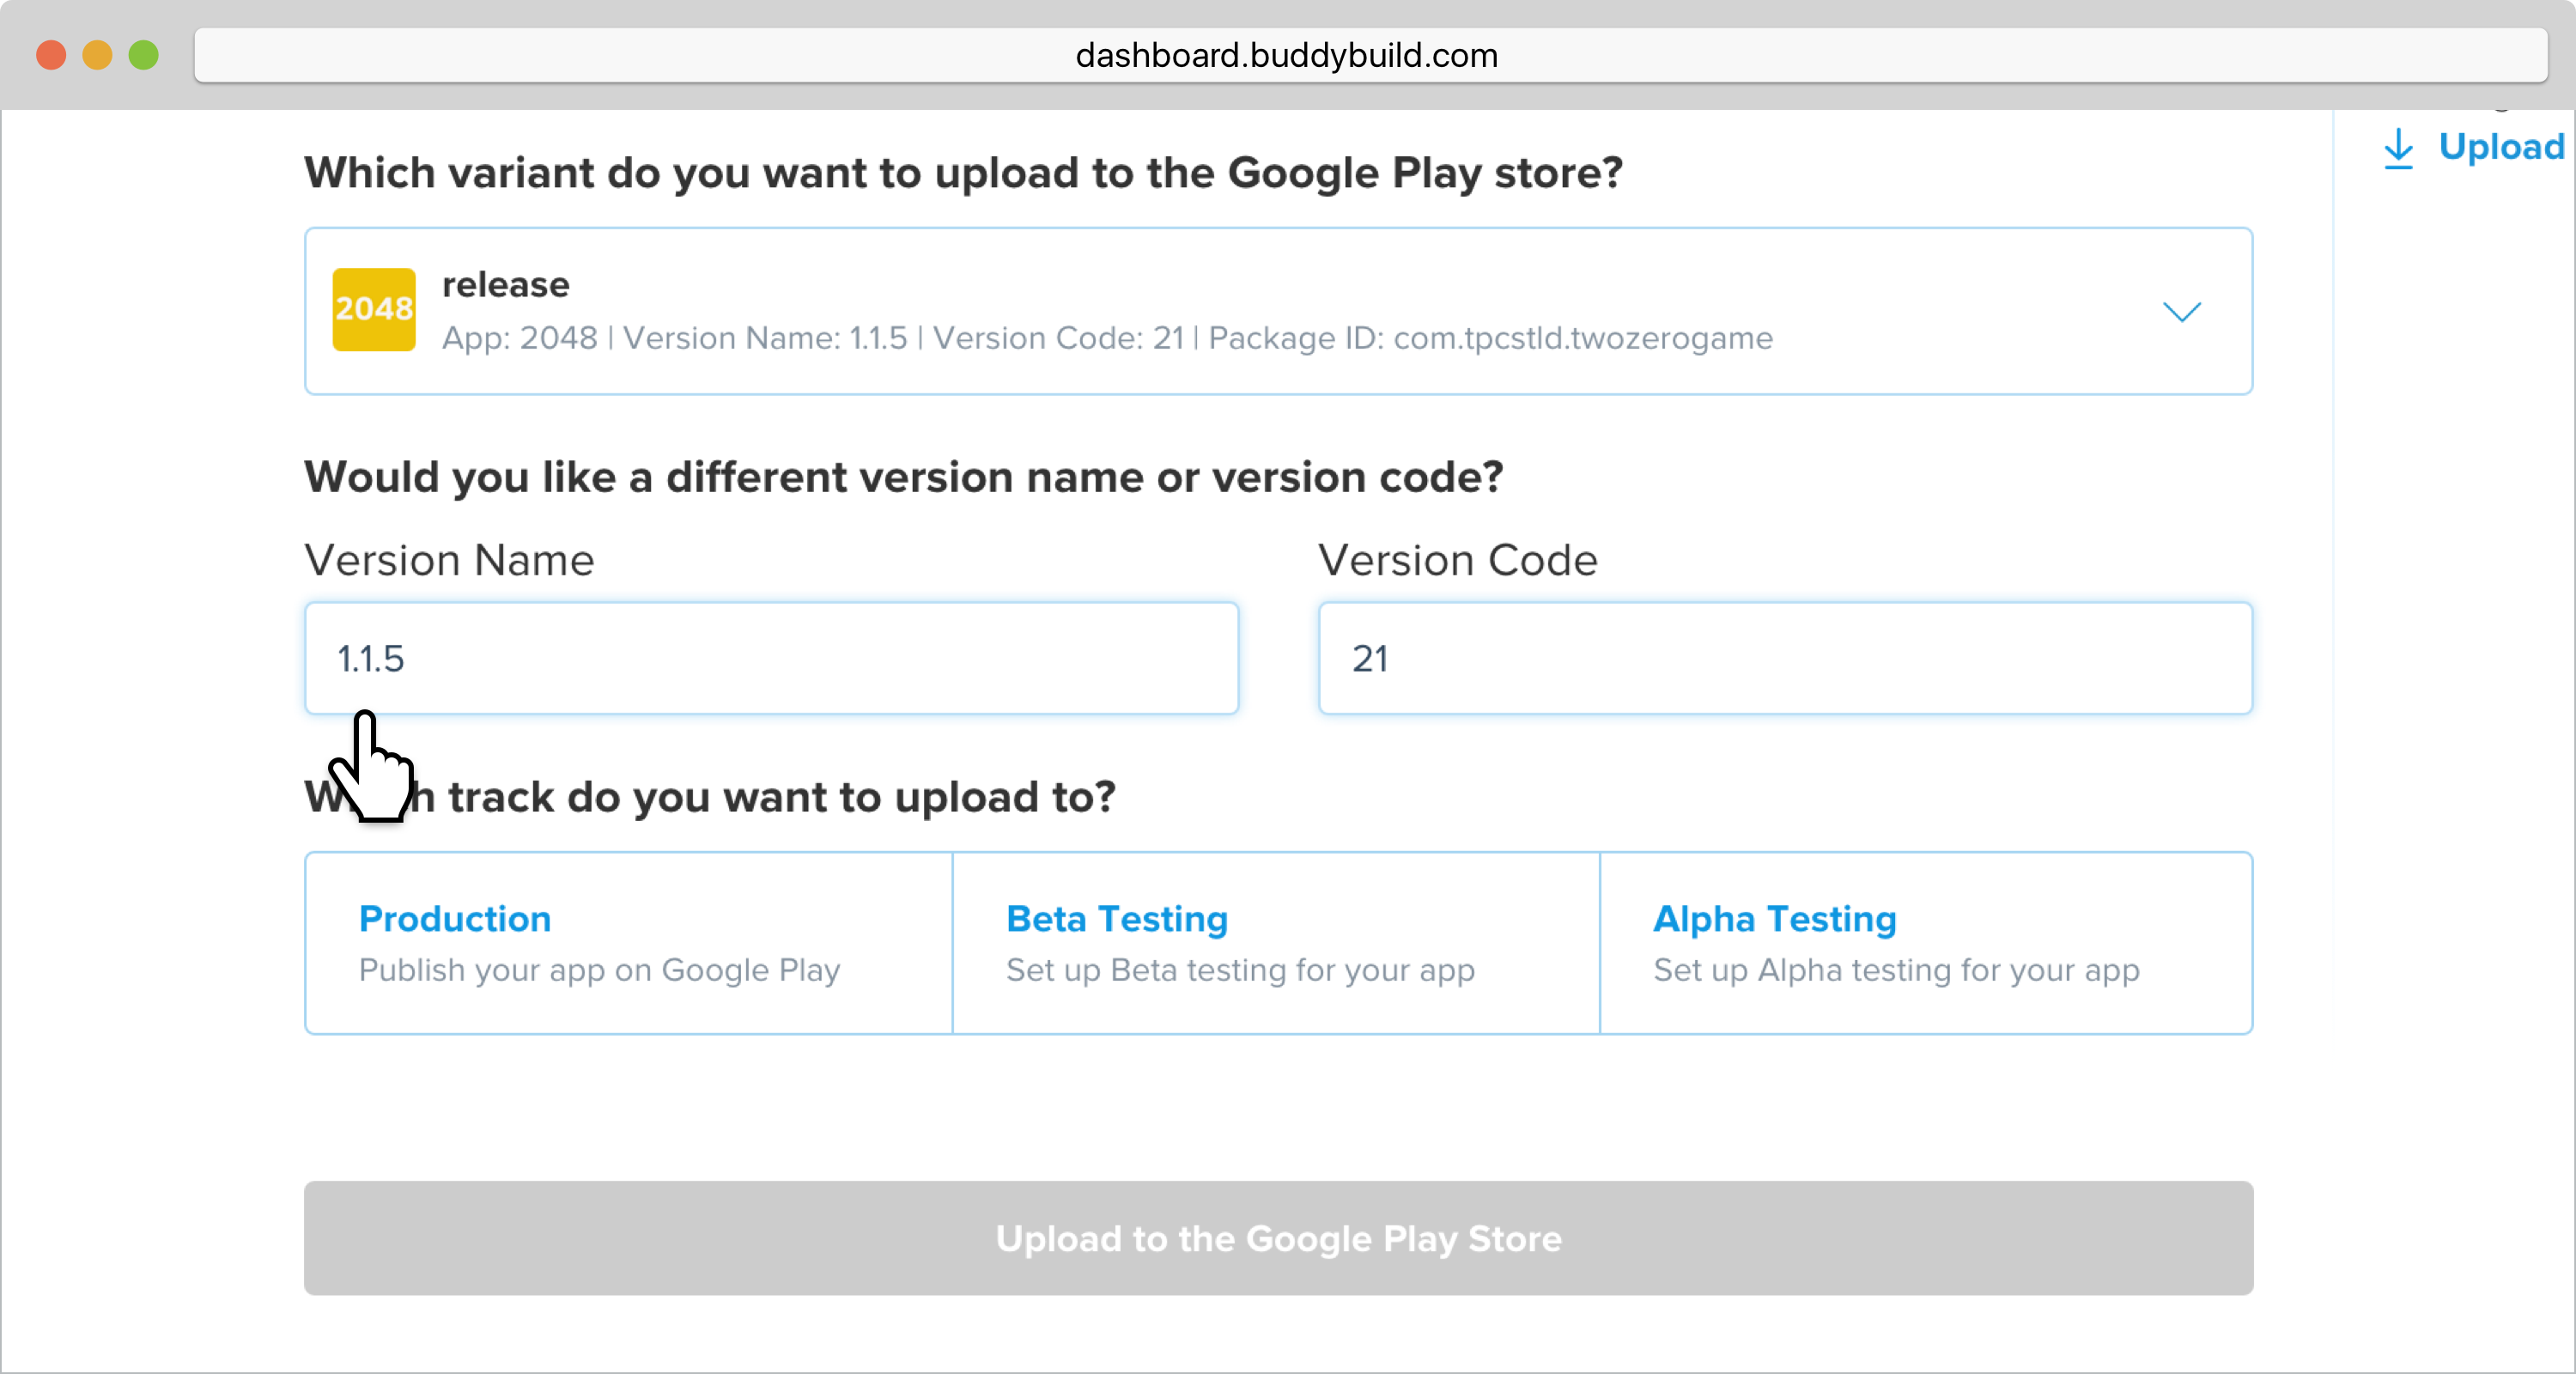 dashboard.buddybuild.com
Upload
Which variant do you want to upload to the Google Play store?
2048
release
App: 2048 | Version Name: 1.1.5 | Version Code: 21 | Package ID: com.tpcstld.twozerogame
Would you like a different version name or version code?
Version Name
Version Code
1.1.5
21
track do you want to upload to?
Production
Publish your app on Google Play
Beta Testing
Set up Beta testing for your app
Alpha Testing
Set up Alpha testing for your app
Upload to the Google Play Store